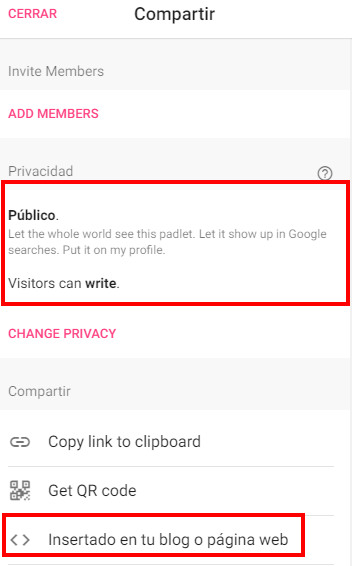 CERRAR
Compartir
Invite Members
ADD MEMBERS
Privacidad
?
Público.
Let the whole world see this padlet. Let it show up in Google
searches. Put it on my profile.
Visitors can write.
CHANGE PRIVACY
Compartir
Copy link to clipboard
Get QR code
Insertado en tu blog o página web